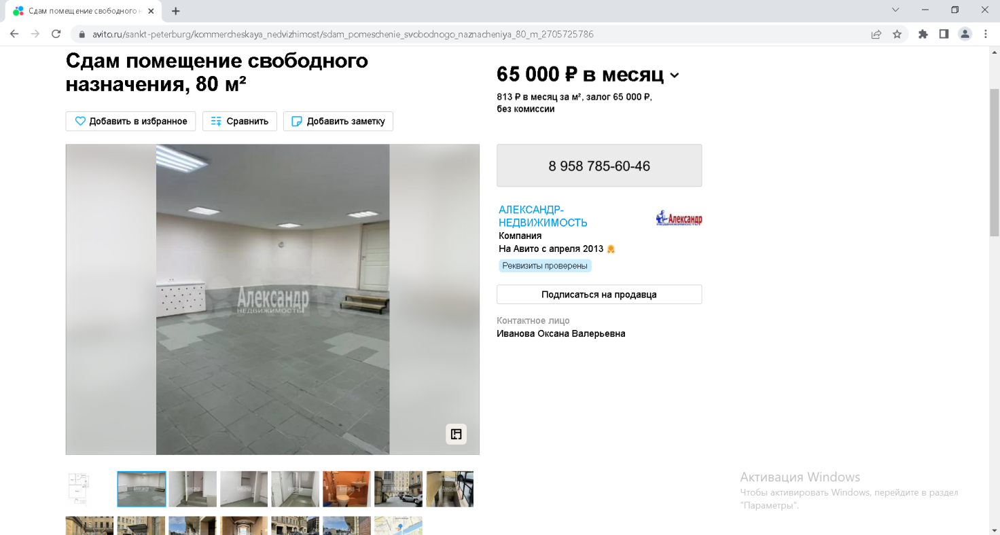 Сдам помещение свободного н
avito.ru/sankt-peterburg/kommercheskaya_nedvizhimost/sdam_pomeschenie_svobodnogo_naznacheniya_80_m_2705725786
Сдам помещение свободного
назначения, 80 м²
65 000 ₽ в месяц
813 ₽ в месяц за м², залог 65 000 ₽,
без комиссии
Добавить в избранное
Сравнить
Добавить заметку
8 958 785-60-46
АЛЕКСАНДР-
НЕДВИЖИМОСТЬ
Александр
НЕДВИЖИМОСТЬ
Компания
На Авито с апреля 2013
Реквизиты проверены
Подписаться на продавца
Контактное лицо
Иванова Оксана Валерьевна
Александр
НЕДВИЖИМОСТЬ
Активация Windows
Чтобы активировать Windows, перейдите в раздел
"Параметры".